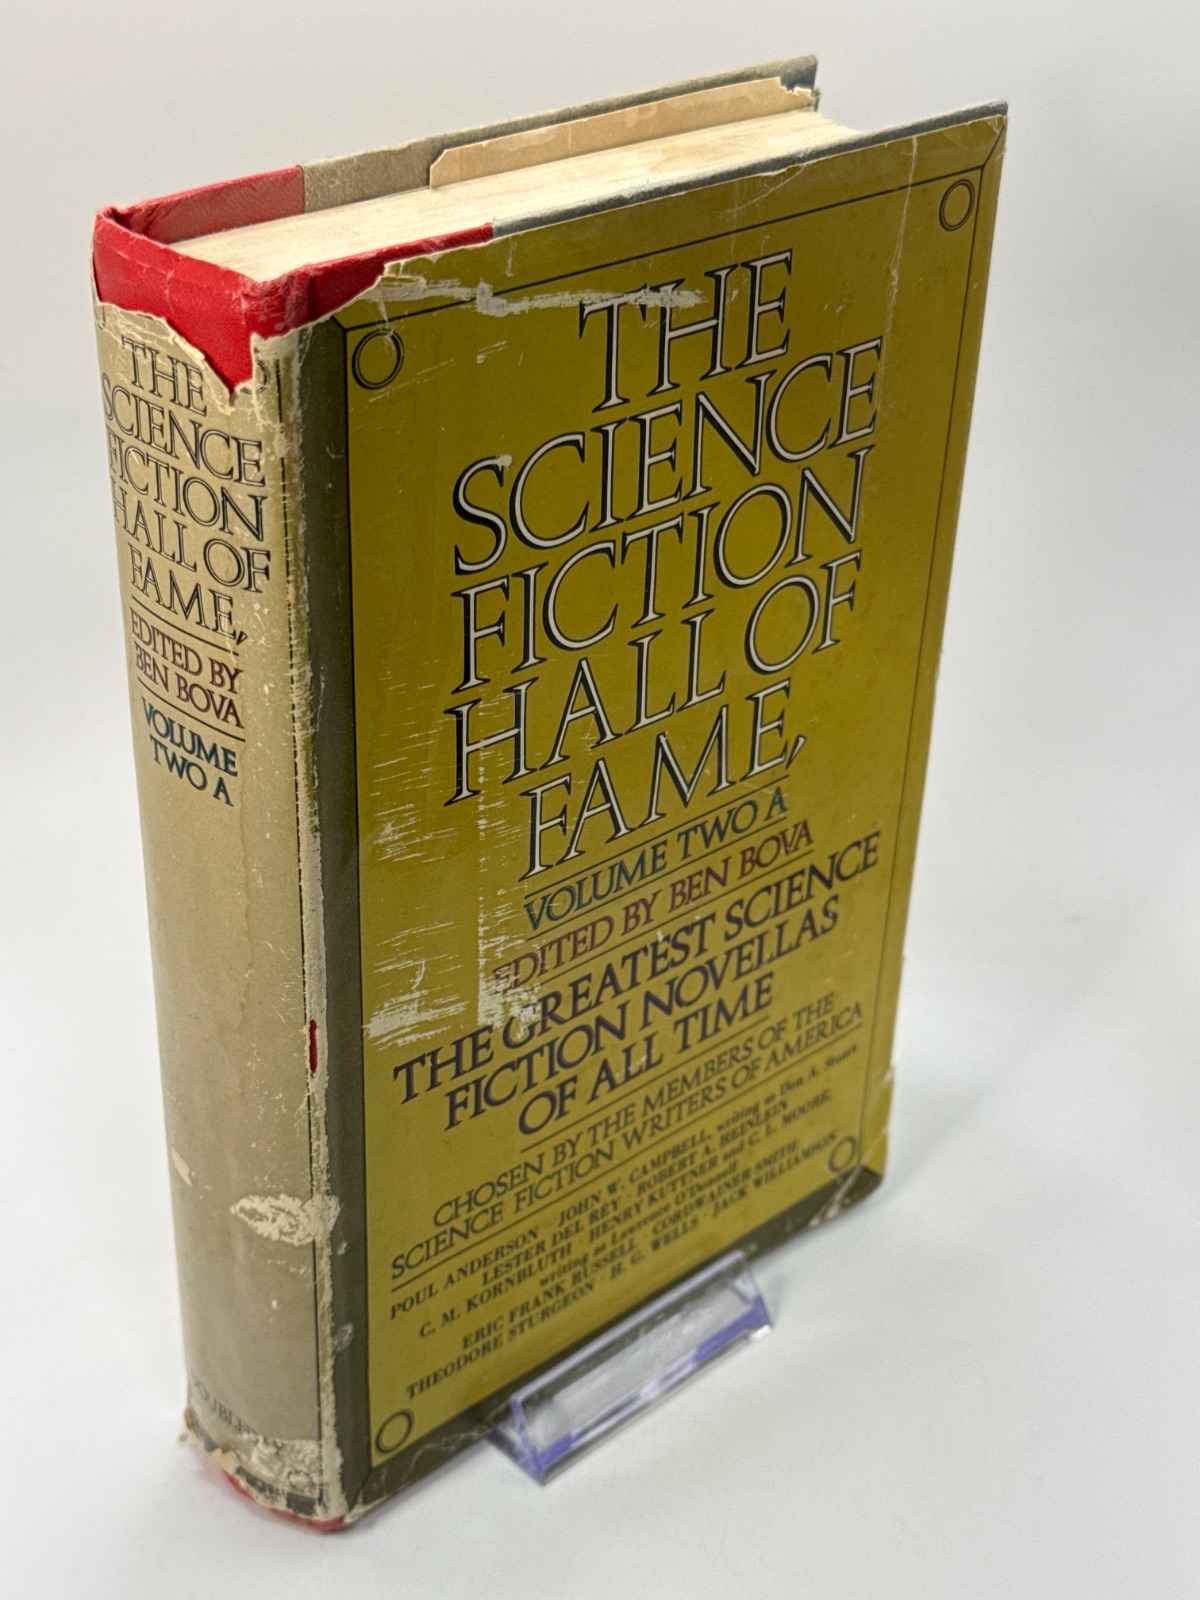 THE
SCIENCE
FICTION
HALL OF
FAME,
EDITED BY
BEN BOVA
VOLUME
TWO A
THE
SCIENCE
FICTION
HALL OF
FAME,
VOLUME TWO A
EDITED BY BEN BOVA
THE GREATEST SCIENCE
FICTION NOVELLAS
OF ALL TIME
CHOSEN BY THE MEMBERS OF THE
SCIENCE FICTION WRITERS OF AMERICA
POUL ANDERSON · JOHN W. CAMPBELL, writing as Don A. Stuart
LESTER DEL REY · ROBERT A. HEINLEIN
C. M. KORNBLUTH · HENRY KUTTNER and C. L. MOORE,
writing as Lawrence O'Donnell
ERIC FRANK RUSSELL · CORDWAINER SMITH
THEODORE STURGEON · H. G. WELLS · JACK WILLIAMSON